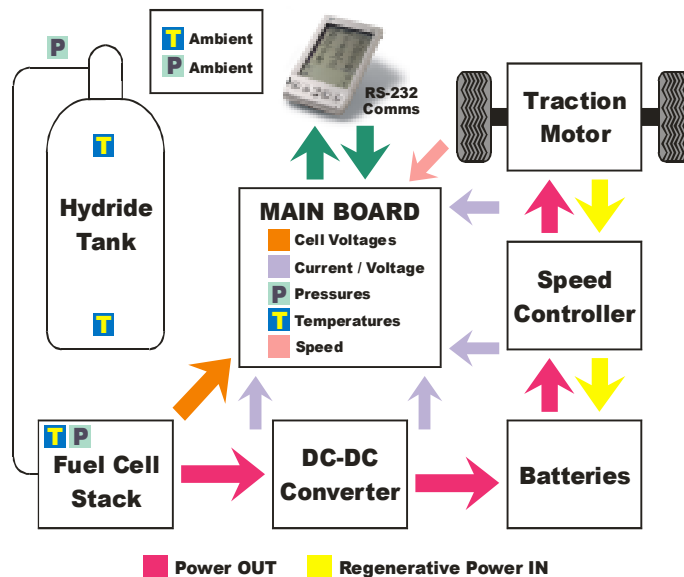 P
T Ambient
P Ambient
RS-232
Comms
Traction
Motor
T
Hydride
Tank
T
MAIN BOARD
Cell Voltages
Current / Voltage
P Pressures
T Temperatures
Speed
Speed
Controller
T P
Fuel Cell
Stack
DC-DC
Converter
Batteries
Power OUT
Regenerative Power IN